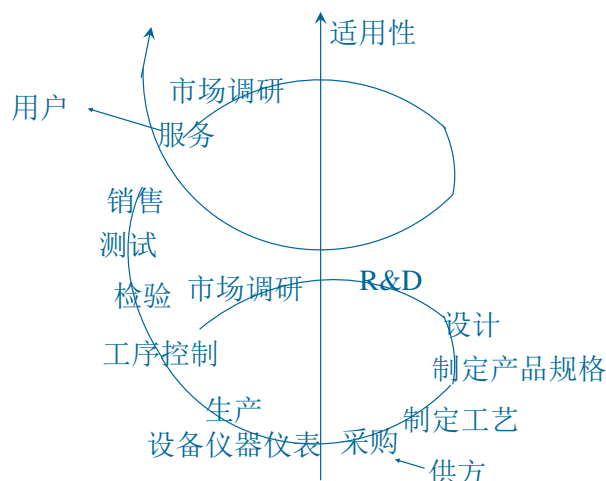 适用性
市场调研
用户
服务
销售
测试
检验
市场调研
R&D
设计
工序控制
制定产品规格
生产
制定工艺
设备仪器仪表
采购
供方